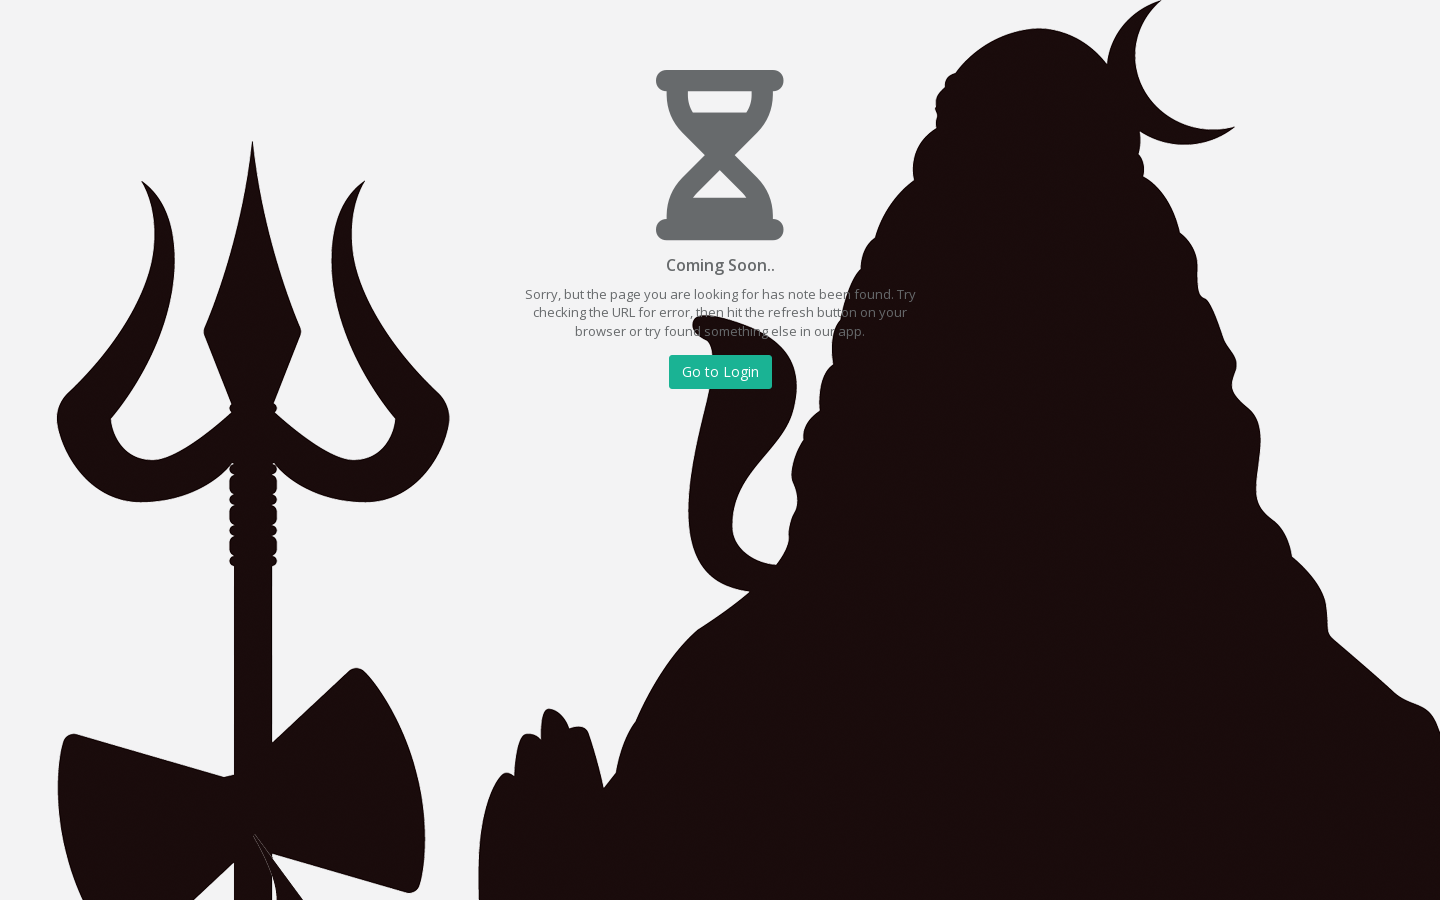 Coming Soon..
Sorry, but the page you are looking for has note been found. Try
checking the URL for error, then hit the refresh button on your
browser or try found something else in our app.
Go to Login